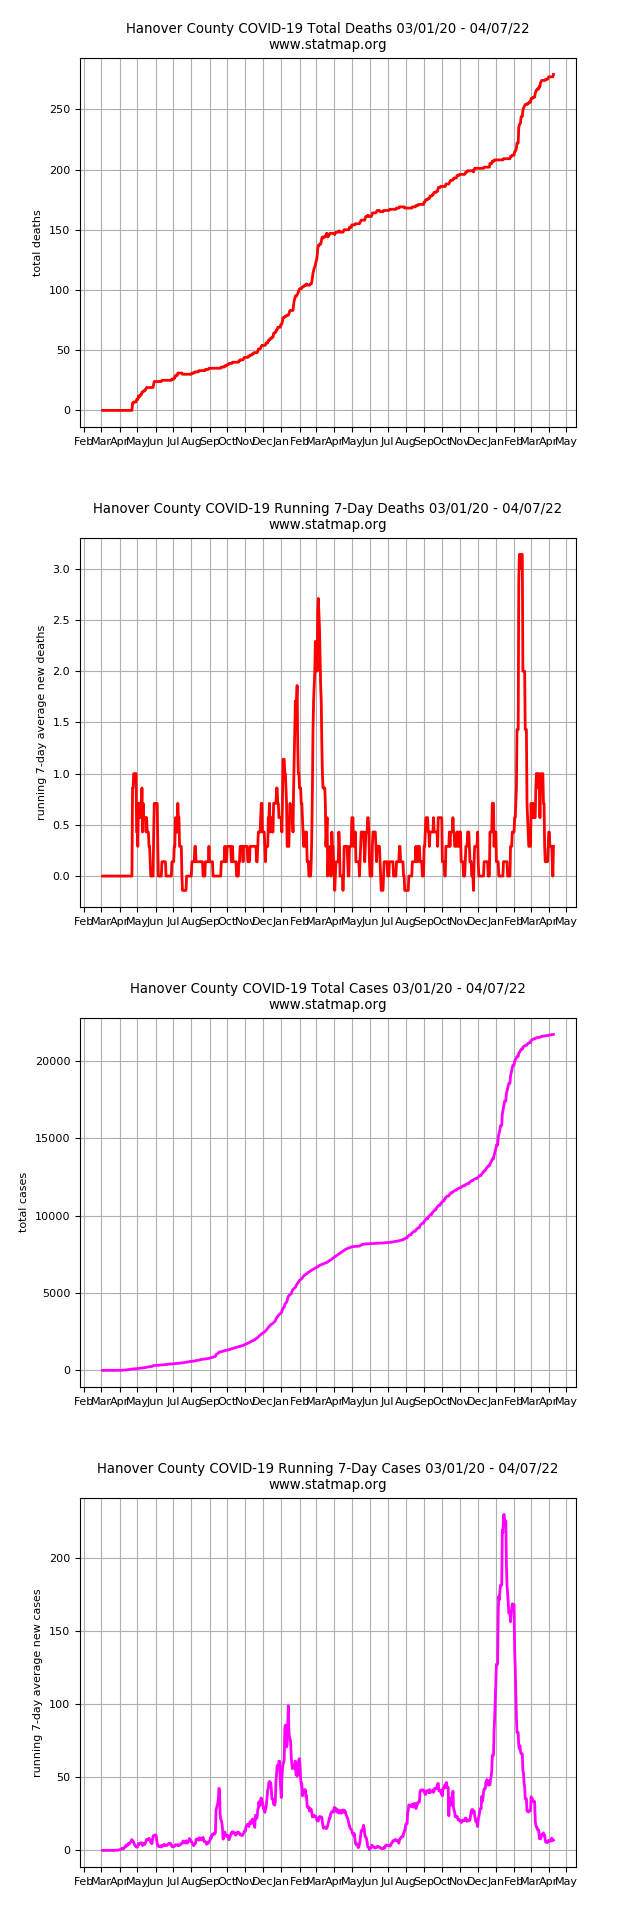 Hanover County COVID-19 Total Deaths 03/01/20 - 04/07/22
www.statmap.org
total deaths
250
200
150
100
50
0
Feb Mar Apr May Jun Jul Aug Sep Oct Nov Dec Jan Feb Mar Apr May Jun Jul Aug Sep Oct Nov Dec Jan Feb Mar Apr May
Hanover County COVID-19 Running 7-Day Deaths 03/01/20 - 04/07/22
www.statmap.org
running 7-day average new deaths
3.0
2.5
2.0
1.5
1.0
0.5
0.0
Feb Mar Apr May Jun Jul Aug Sep Oct Nov Dec Jan Feb Mar Apr May Jun Jul Aug Sep Oct Nov Dec Jan Feb Mar Apr May
Hanover County COVID-19 Total Cases 03/01/20 - 04/07/22
www.statmap.org
total cases
20000
15000
10000
5000
0
Feb Mar Apr May Jun Jul Aug Sep Oct Nov Dec Jan Feb Mar Apr May Jun Jul Aug Sep Oct Nov Dec Jan Feb Mar Apr May
Hanover County COVID-19 Running 7-Day Cases 03/01/20 - 04/07/22
www.statmap.org
running 7-day average new cases
200
150
100
50
0
Feb Mar Apr May Jun Jul Aug Sep Oct Nov Dec Jan Feb Mar Apr May Jun Jul Aug Sep Oct Nov Dec Jan Feb Mar Apr May